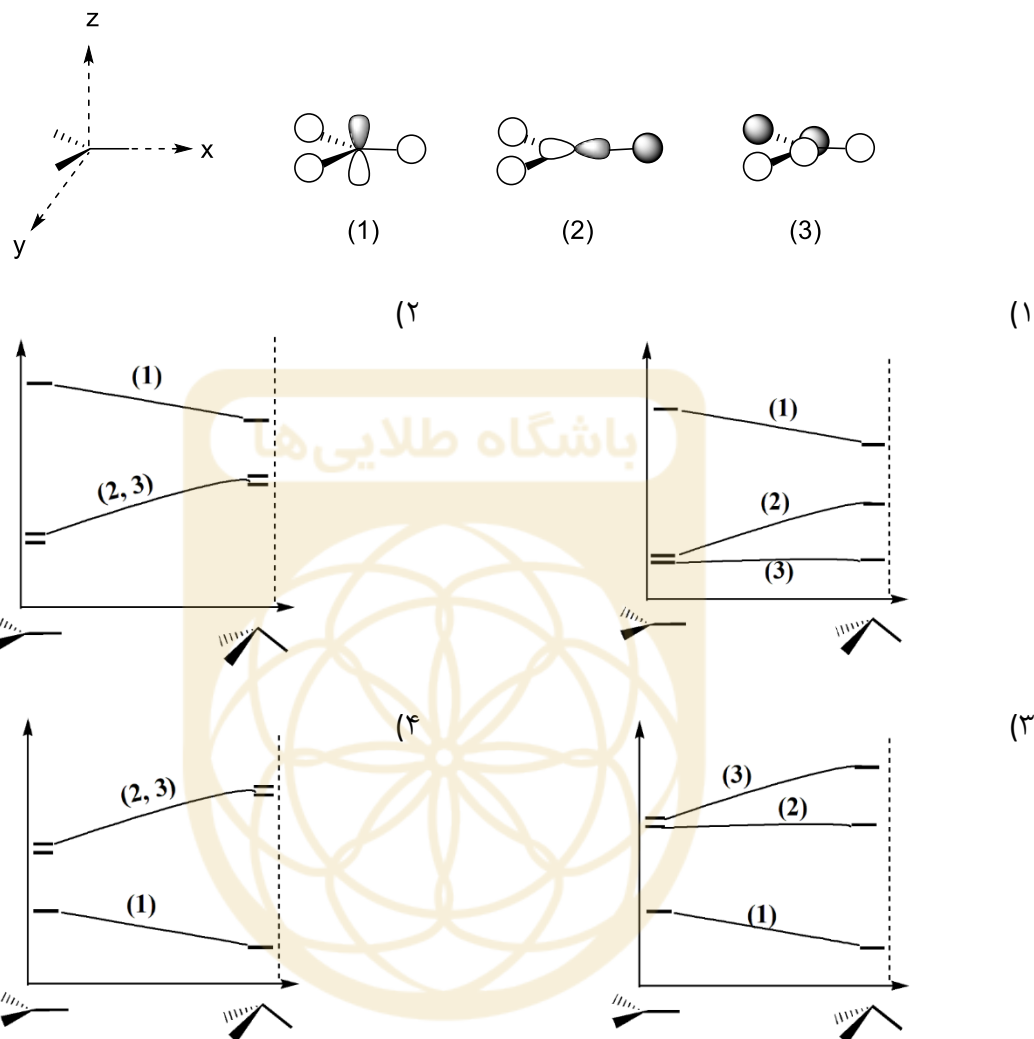 z
x
y
(1) (2) (3)
۱)
۲)
(1)
(2)
(3)
(1)
(2, 3)
باشگاه طلایی‌ها
۳)
۴)
(3)
(2)
(1)
(2, 3)
(1)